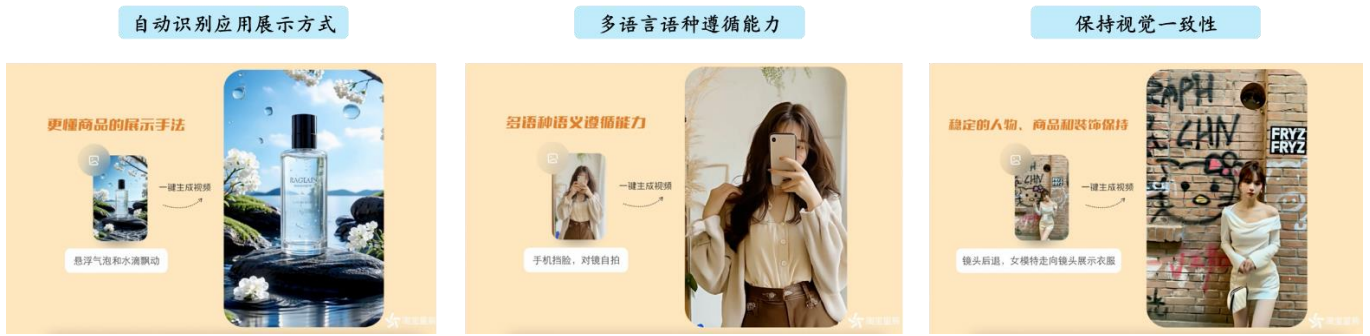 自动识别应用展示方式
多语言语种遵循能力
保持视觉一致性
更懂商品的展示手法
一键生成视频
悬浮气泡和水滴飘动
RAGLAIS
多语种语义遵循能力
一键生成视频
手机挡脸，对镜自拍
稳定的人物、商品和装饰保持
一键生成视频
镜头后退，女模特走向镜头展示衣服
RAPH
CHN
FRYZ
FRYZ